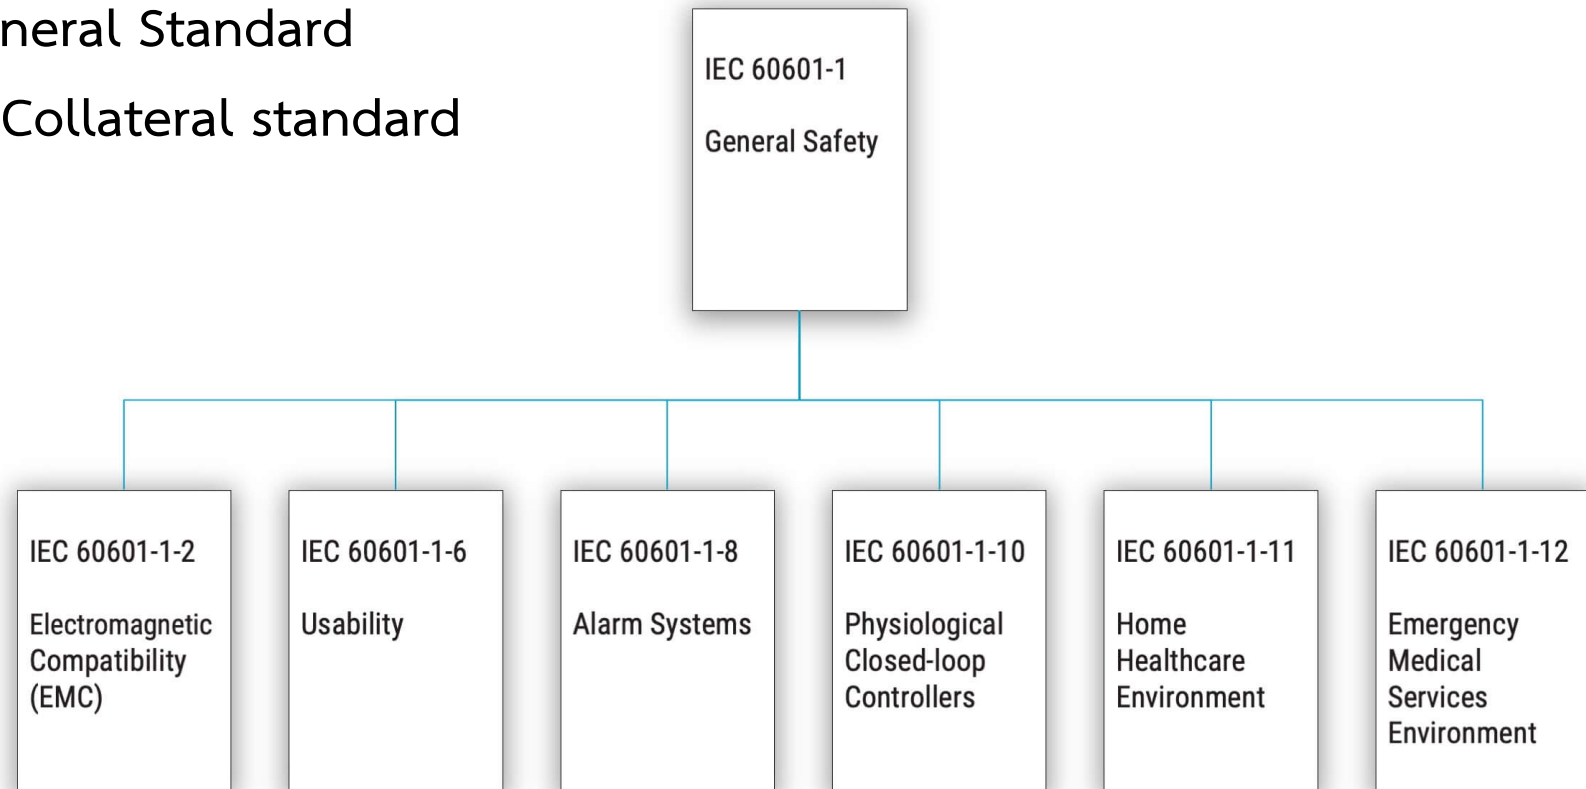 neral Standard
Collateral standard
IEC 60601-1
General Safety
IEC 60601-1-2
Electromagnetic
Compatibility
(EMC)
IEC 60601-1-6
Usability
IEC 60601-1-8
Alarm Systems
IEC 60601-1-10
Physiological
Closed-loop
Controllers
IEC 60601-1-11
Home
Healthcare
Environment
IEC 60601-1-12
Emergency
Medical
Services
Environment